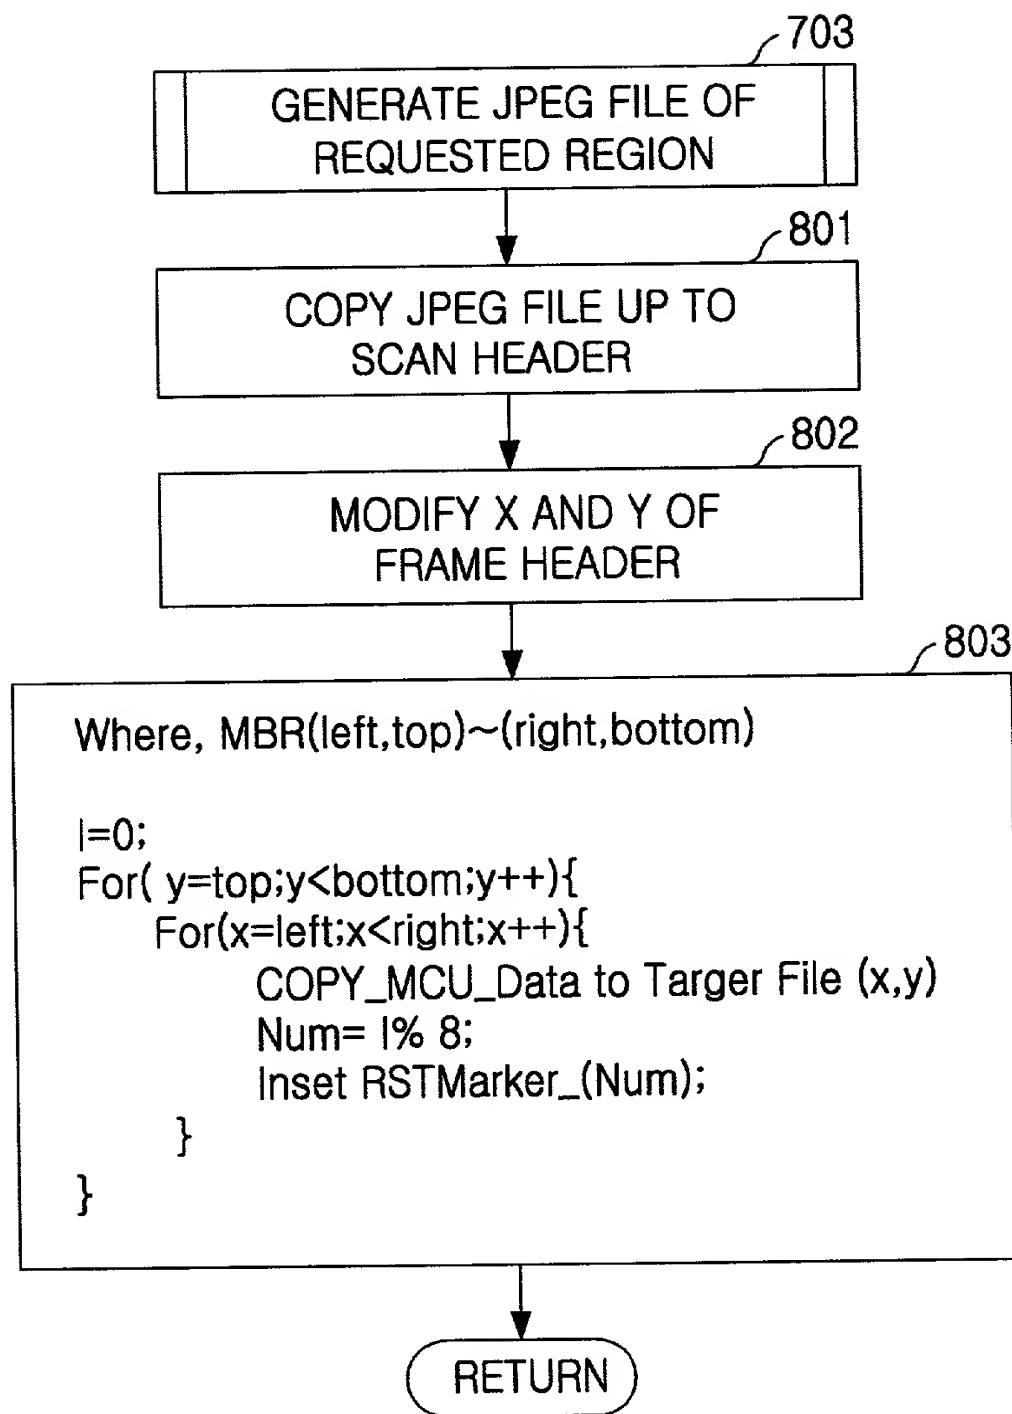 703
GENERATE JPEG FILE OF
REQUESTED REGION
801
COPY JPEG FILE UP TO
SCAN HEADER
802
MODIFY X AND Y OF
FRAME HEADER
803
Where, MBR(left,top)~(right,bottom)
I=0;
For( y=top;y<bottom;y++){
For(x=left;x<right;x++){
COPY_MCU_Data to Targer File (x,y)
Num= I% 8;
Inset RSTMarker_(Num);
}
}
RETURN